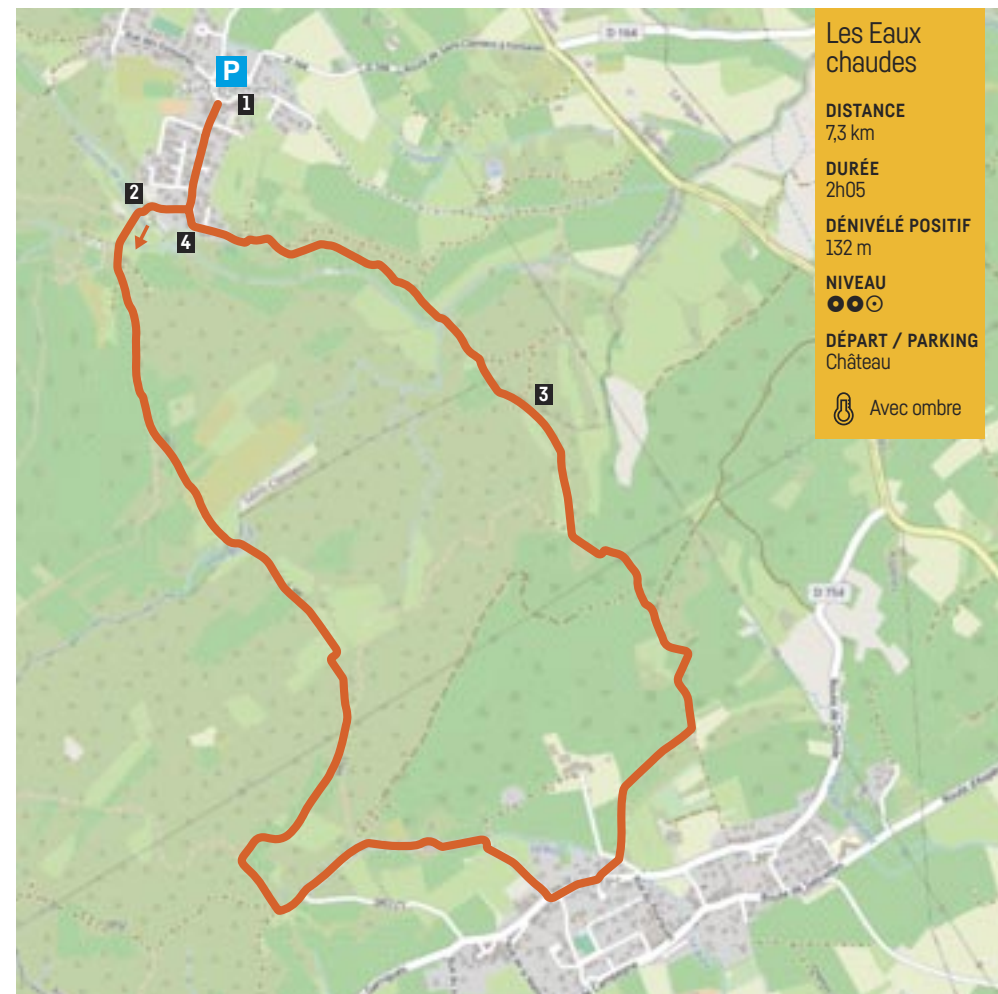 Les Eaux
chaudes
DISTANCE
7,3 km
DURÉE
2h05
DÉNIVÉLÉ POSITIF
132 m
NIVEAU
DÉPART / PARKING
Château
Avec ombre
P
1
2
4
3
D 164